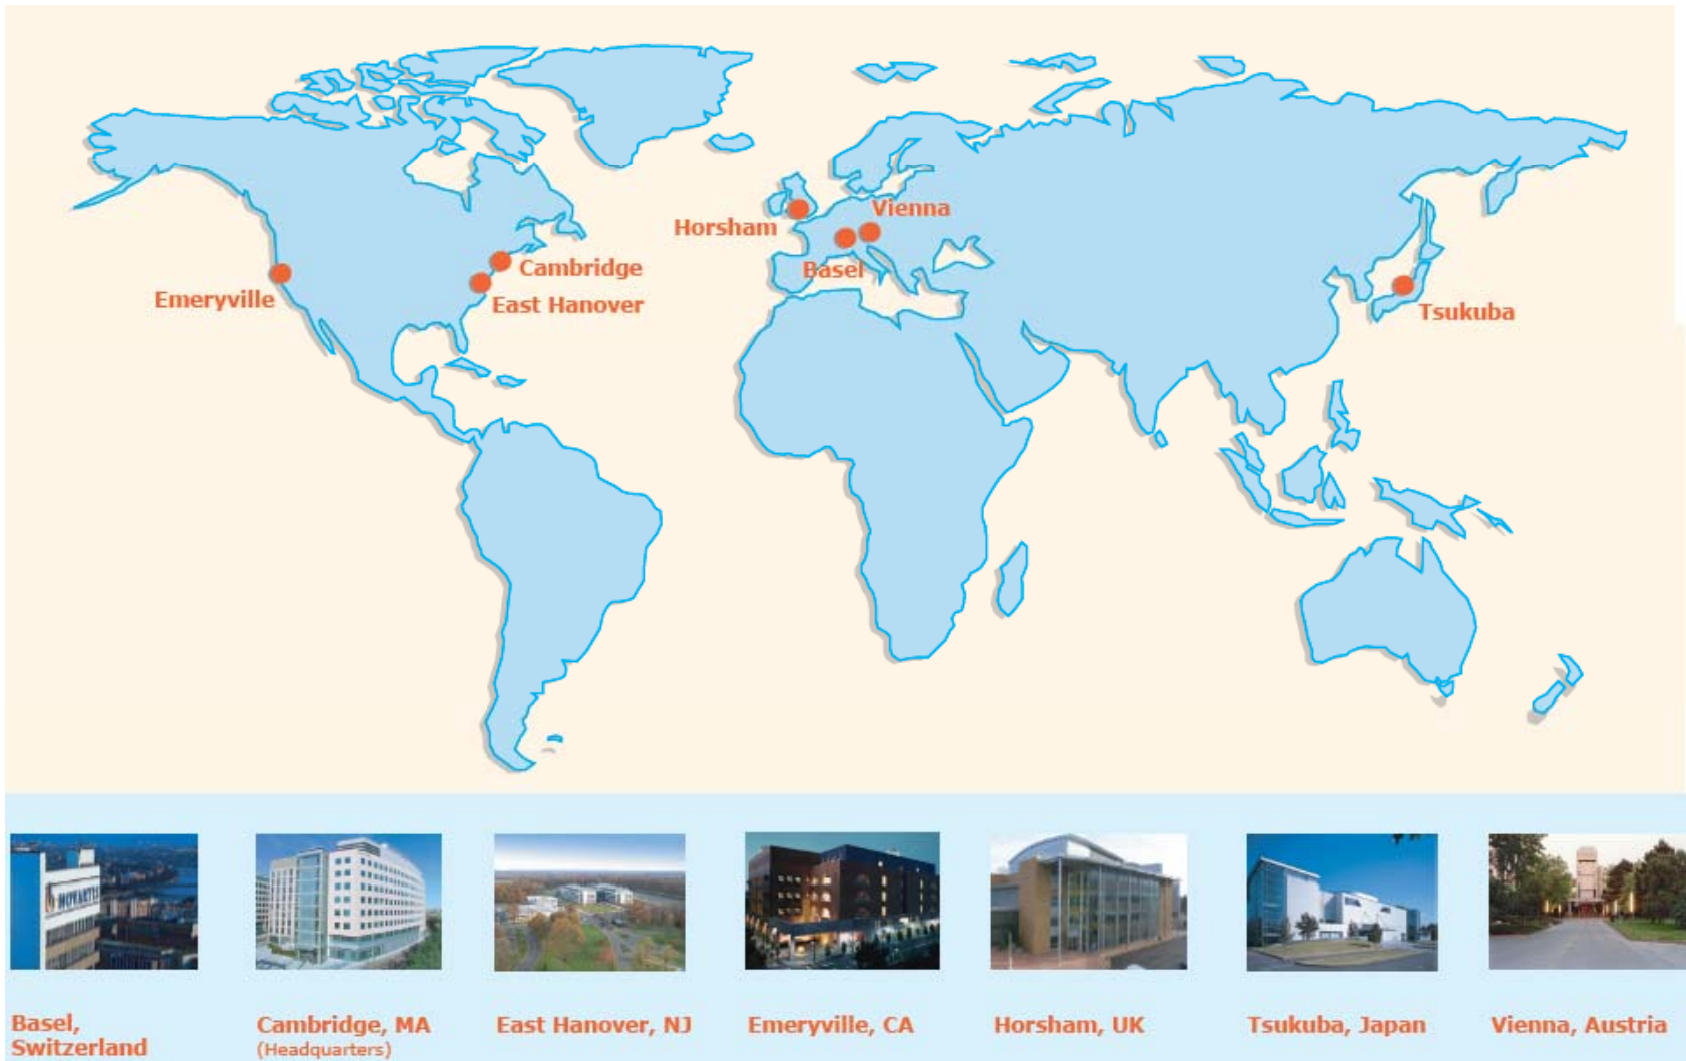 Vienna
Horsham
Basel
Cambridge
Emeryville
East Hanover
Tsukuba
NOVARTIS
Basel,
Switzerland
Cambridge, MA
(Headquarters)
East Hanover, NJ
Emeryville, CA
Horsham, UK
Tsukuba, Japan
Vienna, Austria